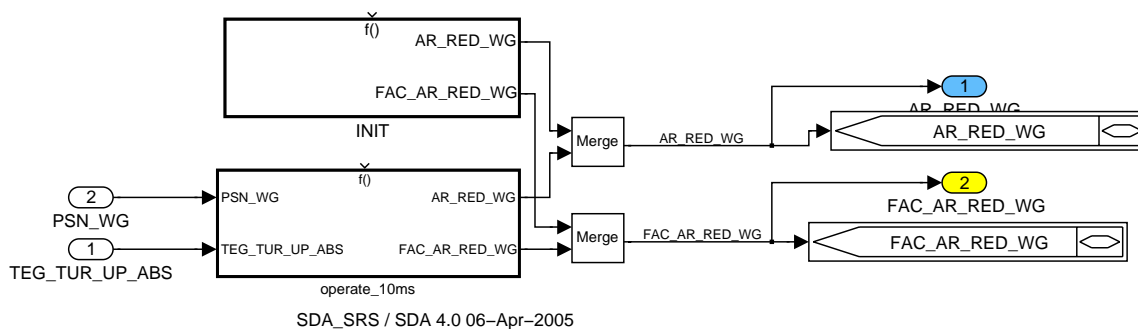 f()
AR_RED_WG
FAC_AR_RED_WG
INIT
Merge
AR_RED_WG
1
AR_RED_WG
AR_RED_WG
f()
2
PSN_WG
PSN_WG
AR_RED_WG
1
TEG_TUR_UP_ABS
TEG_TUR_UP_ABS
FAC_AR_RED_WG
operate_10ms
Merge
FAC_AR_RED_WG
2
FAC_AR_RED_WG
FAC_AR_RED_WG
SDA_SRS / SDA 4.0 06−Apr−2005